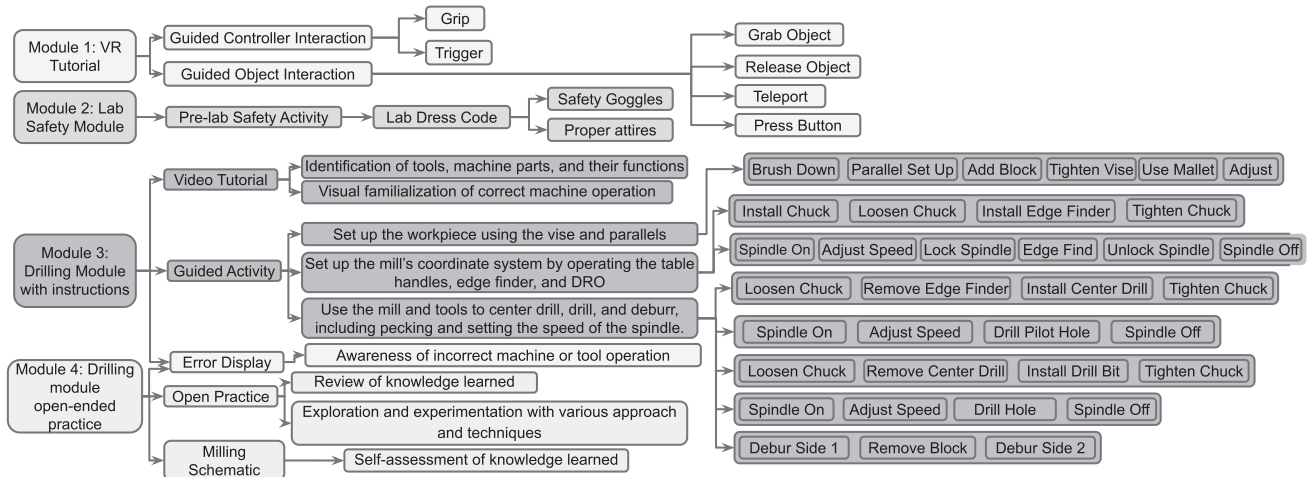 Module 1: VR
Tutorial
Guided Controller Interaction
Grip
Trigger
Guided Object Interaction
Grab Object
Release Object
Teleport
Press Button
Module 2: Lab
Safety Module
Pre-lab Safety Activity
Lab Dress Code
Safety Goggles
Proper attires
Module 3:
Drilling Module
with instructions
Video Tutorial
Identification of tools, machine parts, and their functions
Visual familialization of correct machine operation
Guided Activity
Set up the workpiece using the vise and parallels
Brush Down Parallel Set Up Add Block Tighten Vise Use Mallet Adjust
Set up the mill's coordinate system by operating the table
handles, edge finder, and DRO
Install Chuck Loosen Chuck Install Edge Finder Tighten Chuck
Spindle On Adjust Speed Lock Spindle Edge Find Unlock Spindle Spindle Off
Use the mill and tools to center drill, drill, and deburr,
including pecking and setting the speed of the spindle.
Loosen Chuck Remove Edge Finder Install Center Drill Tighten Chuck
Spindle On Adjust Speed Drill Pilot Hole Spindle Off
Loosen Chuck Remove Center Drill Install Drill Bit Tighten Chuck
Spindle On Adjust Speed Drill Hole Spindle Off
Debur Side 1 Remove Block Debur Side 2
Error Display
Awareness of incorrect machine or tool operation
Module 4: Drilling
module
open-ended
practice
Open Practice
Review of knowledge learned
Exploration and experimentation with various approach
and techniques
Milling
Schematic
Self-assessment of knowledge learned